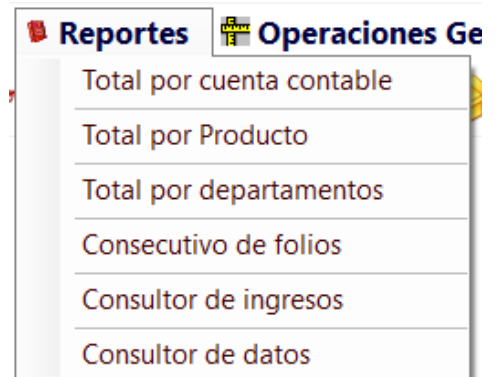 Reportes Operaciones Ge
Total por cuenta contable
Total por Producto
Total por departamentos
Consecutivo de folios
Consultor de ingresos
Consultor de datos